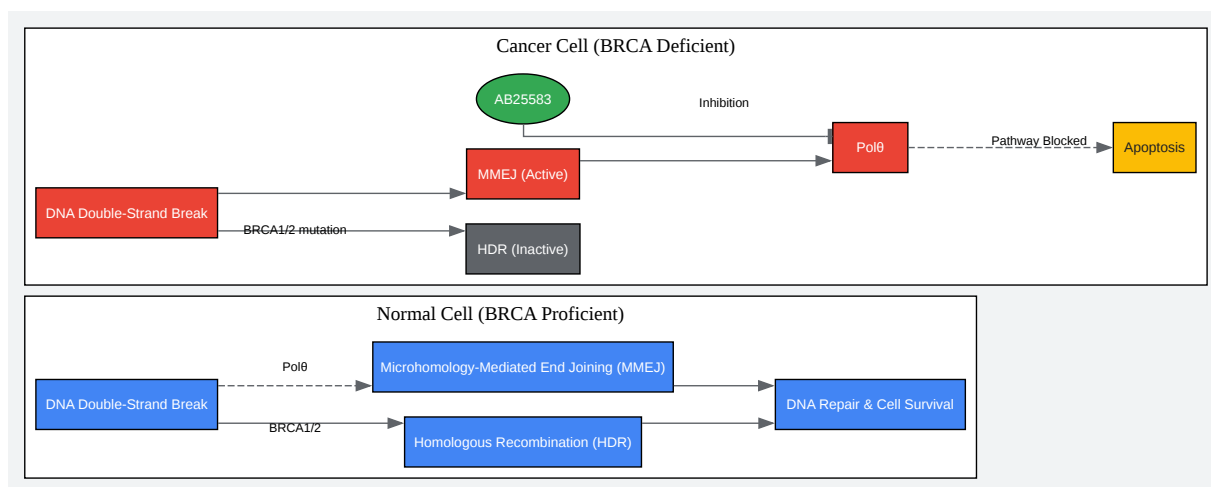 Cancer Cell (BRCA Deficient)
AB25583
Inhibition
Polθ
Pathway Blocked
Apoptosis
MMEJ (Active)
DNA Double-Strand Break
BRCA1/2 mutation
HDR (Inactive)
Normal Cell (BRCA Proficient)
Polθ
Microhomology-Mediated End Joining (MMEJ)
DNA Double-Strand Break
DNA Repair & Cell Survival
BRCA1/2
Homologous Recombination (HDR)